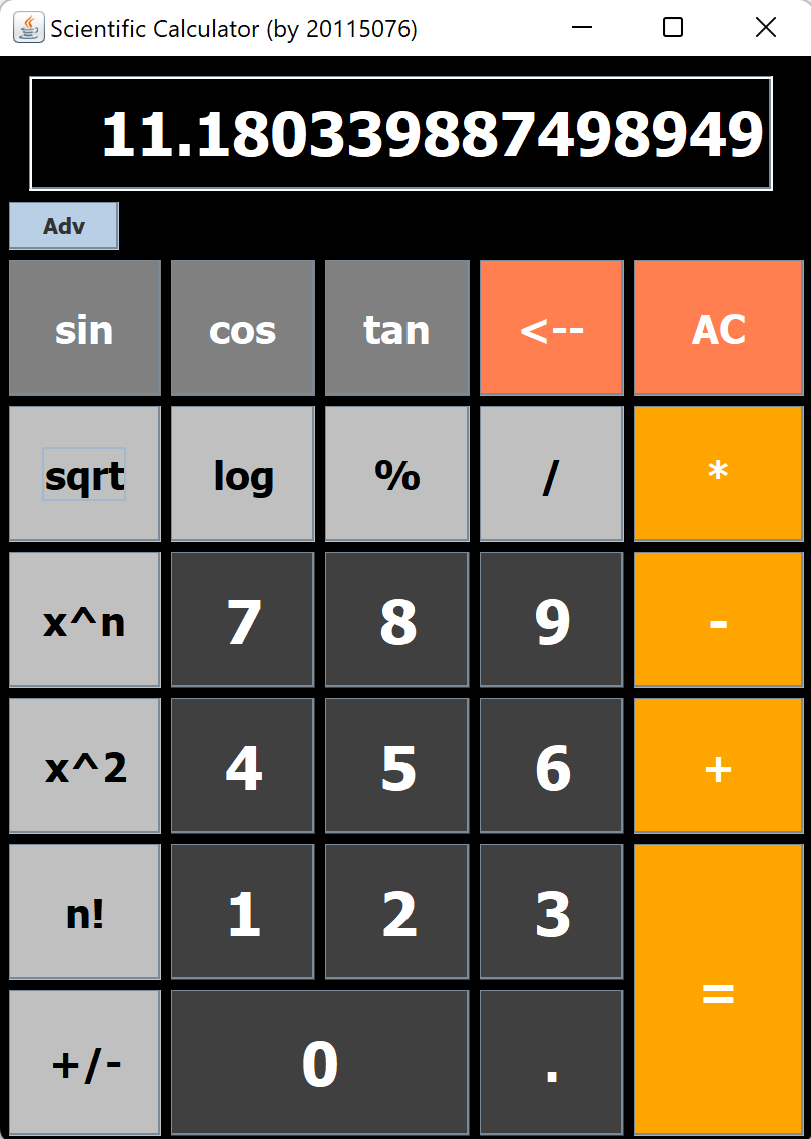 Scientific Calculator (by 20115076)
11.180339887498949
Adv
sin cos tan <-- AC
sqrt log % / *
x^n 7 8 9 -
x^2 4 5 6 +
n! 1 2 3
=
+/- 0 .